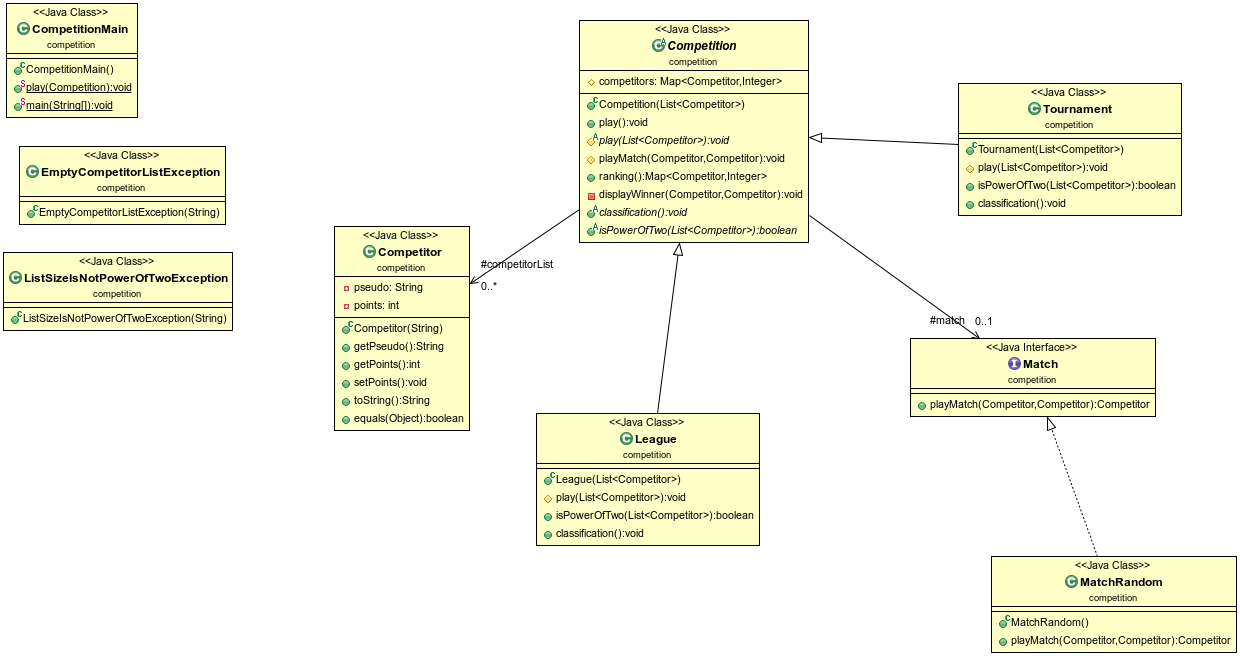 <<Java Class>>
CompetitionMain
competition
CompetitionMain()
play(Competition):void
main(String[]):void
<<Java Class>>
EmptyCompetitorListException
competition
EmptyCompetitorListException(String)
<<Java Class>>
ListSizeIsNotPowerOfTwoException
competition
ListSizeIsNotPowerOfTwoException(String)
<<Java Class>>
Competitor
competition
pseudo: String
points: int
Competitor(String)
getPseudo():String
getPoints():int
setPoints():void
toString():String
equals(Object):boolean
<<Java Class>>
Competition
competition
competitors: Map<Competitor,Integer>
Competition(List<Competitor>)
play():void
play(List<Competitor>):void
playMatch(Competitor,Competitor):void
ranking():Map<Competitor,Integer>
displayWinner(Competitor,Competitor):void
classification():void
isPowerOfTwo(List<Competitor>):boolean
#competitorList
0..*
<<Java Class>>
League
competition
League(List<Competitor>)
play(List<Competitor>):void
isPowerOfTwo(List<Competitor>):boolean
classification():void
<<Java Class>>
Tournament
competition
Tournament(List<Competitor>)
play(List<Competitor>):void
isPowerOfTwo(List<Competitor>):boolean
classification():void
#match 0..1
<<Java Interface>>
Match
competition
playMatch(Competitor,Competitor):Competitor
<<Java Class>>
MatchRandom
competition
MatchRandom()
playMatch(Competitor,Competitor):Competitor